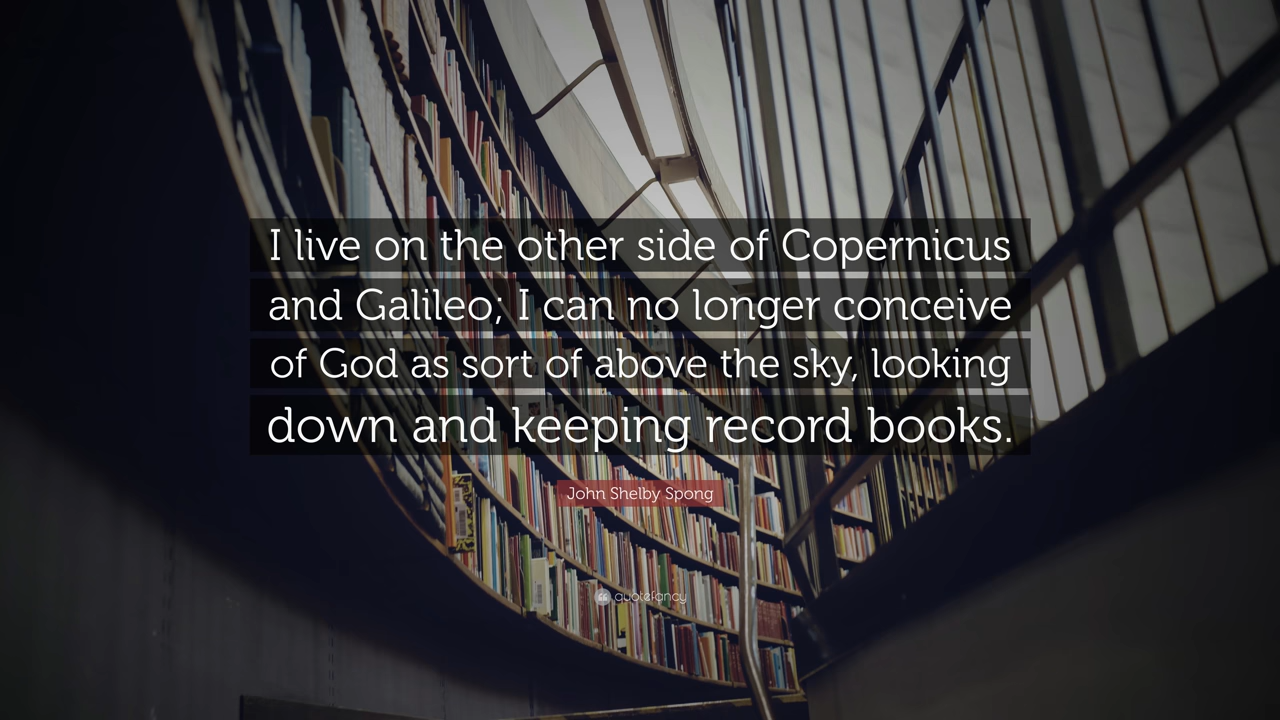 I live on the other side of Copernicus
and Galileo; I can no longer conceive
of God as sort of above the sky, looking
down and keeping record books.
John Shelby Spong
quotefancy